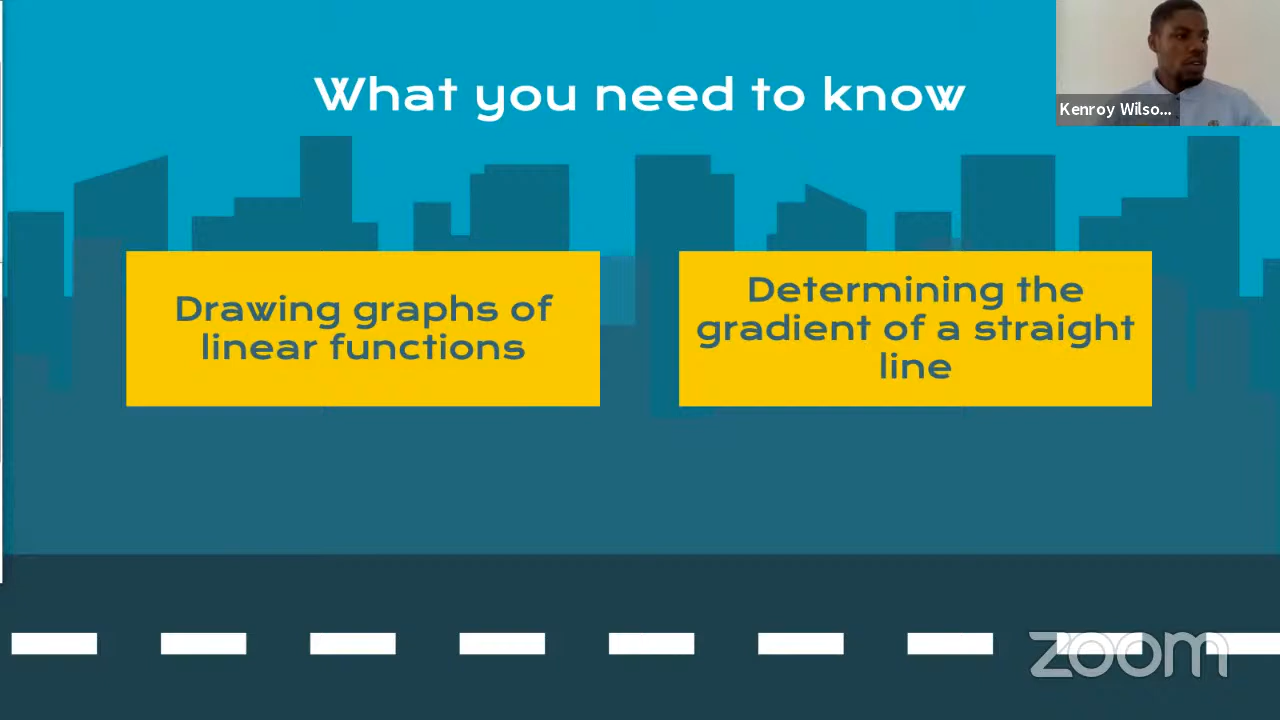 What you need to know
Kenroy Wilso...
Drawing graphs of
linear functions
Determining the
gradient of a straight
line
zoom